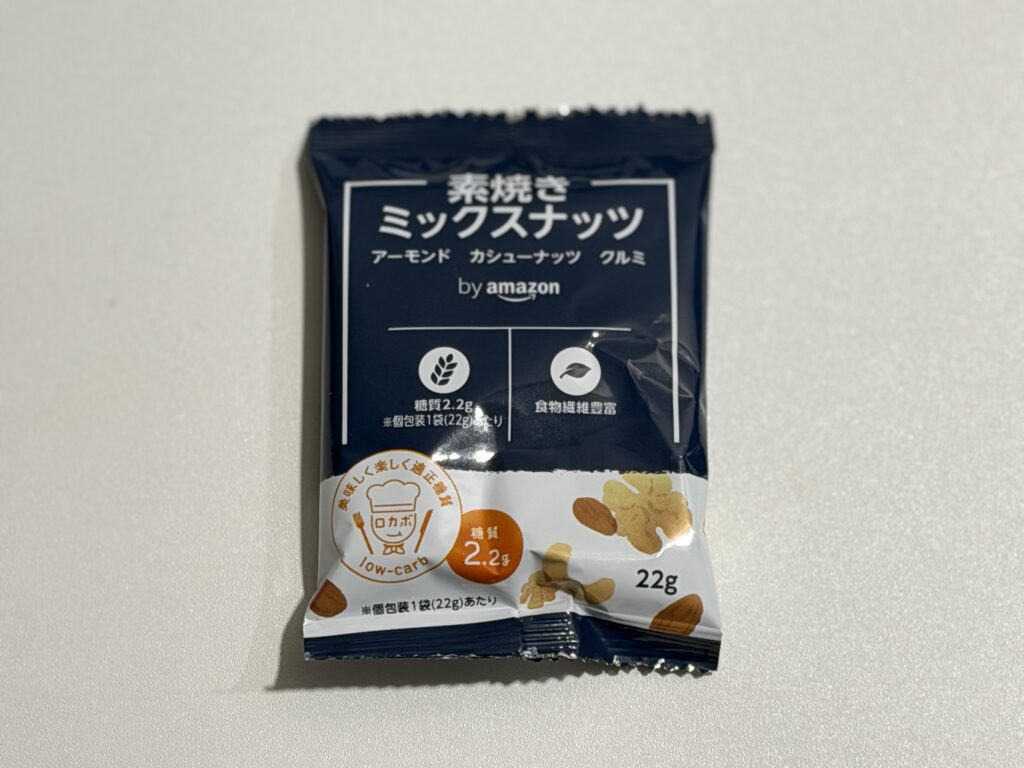 素焼き
ミックスナッツ
アーモンド カシューナッツ クルミ
by amazon
糖質2.2g
※個包装1袋(22g)あたり
食物繊維豊富
美味しく楽しく適正糖質
ロカボ
low-carb
糖質
2.2g
※個包装1袋(22g)あたり
22g